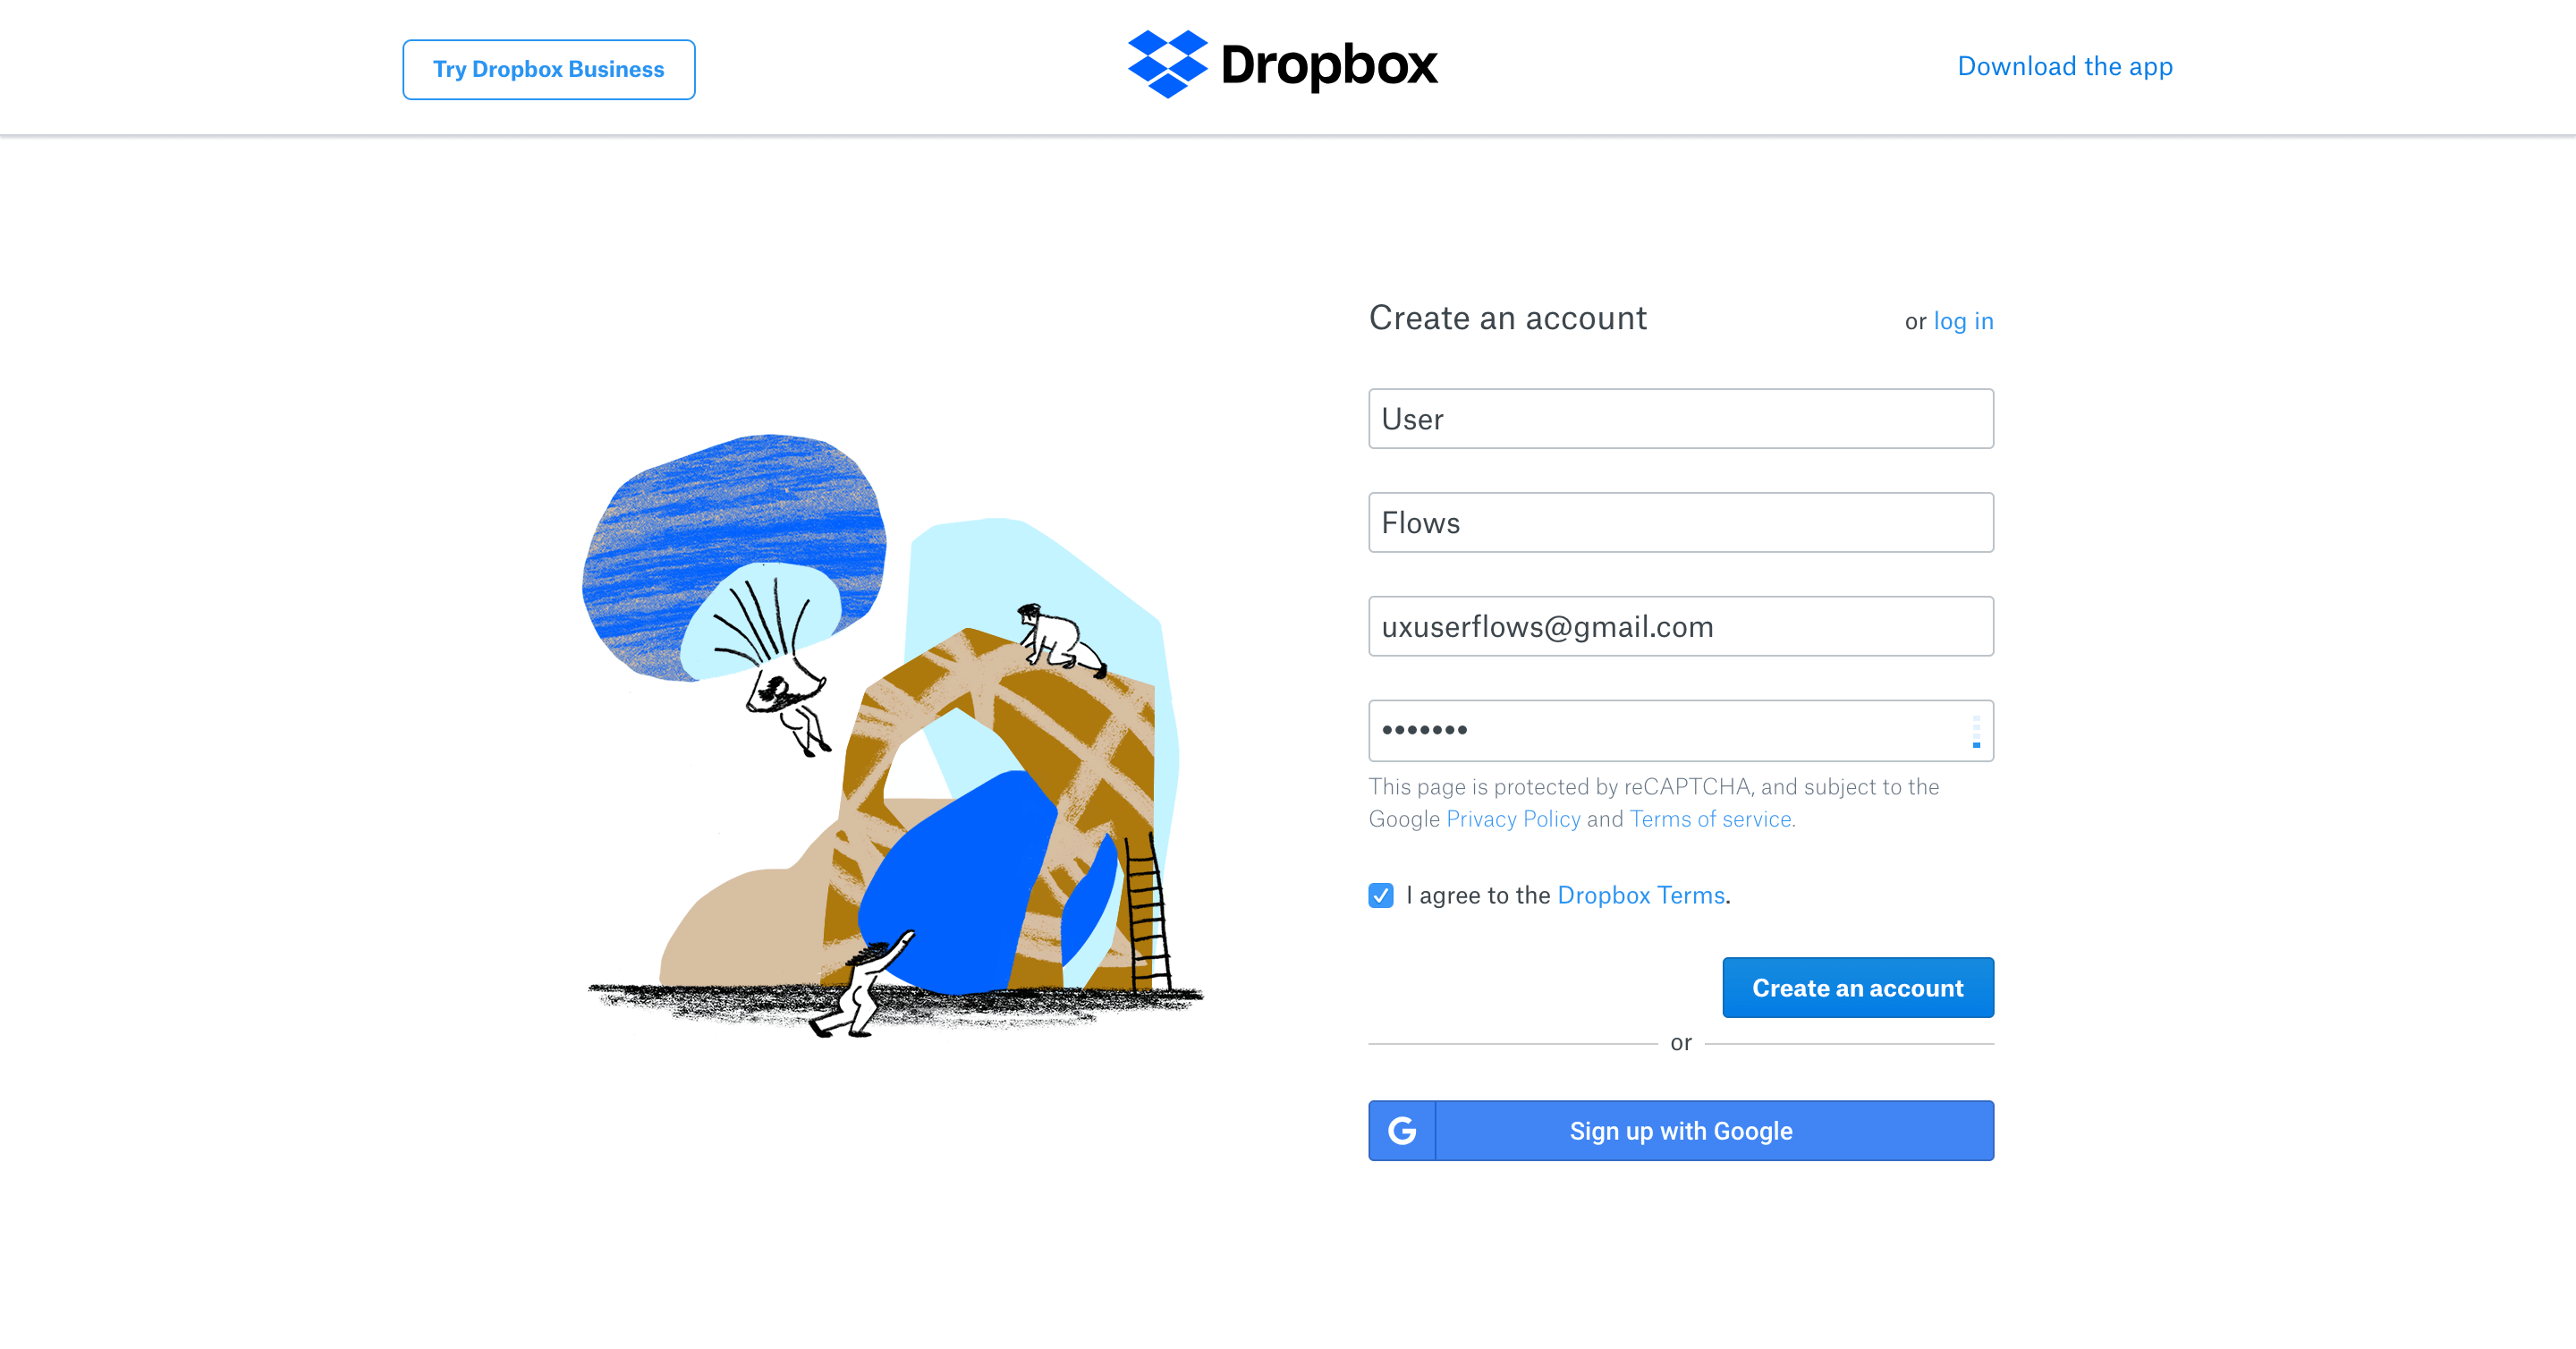 Try Dropbox Business
Dropbox
Download the app
Create an account
or log in
User
Flows
uxuserflows@gmail.com
•••••••
This page is protected by reCAPTCHA, and subject to the
Google Privacy Policy and Terms of service.
I agree to the Dropbox Terms.
Create an account
or
G
Sign up with Google